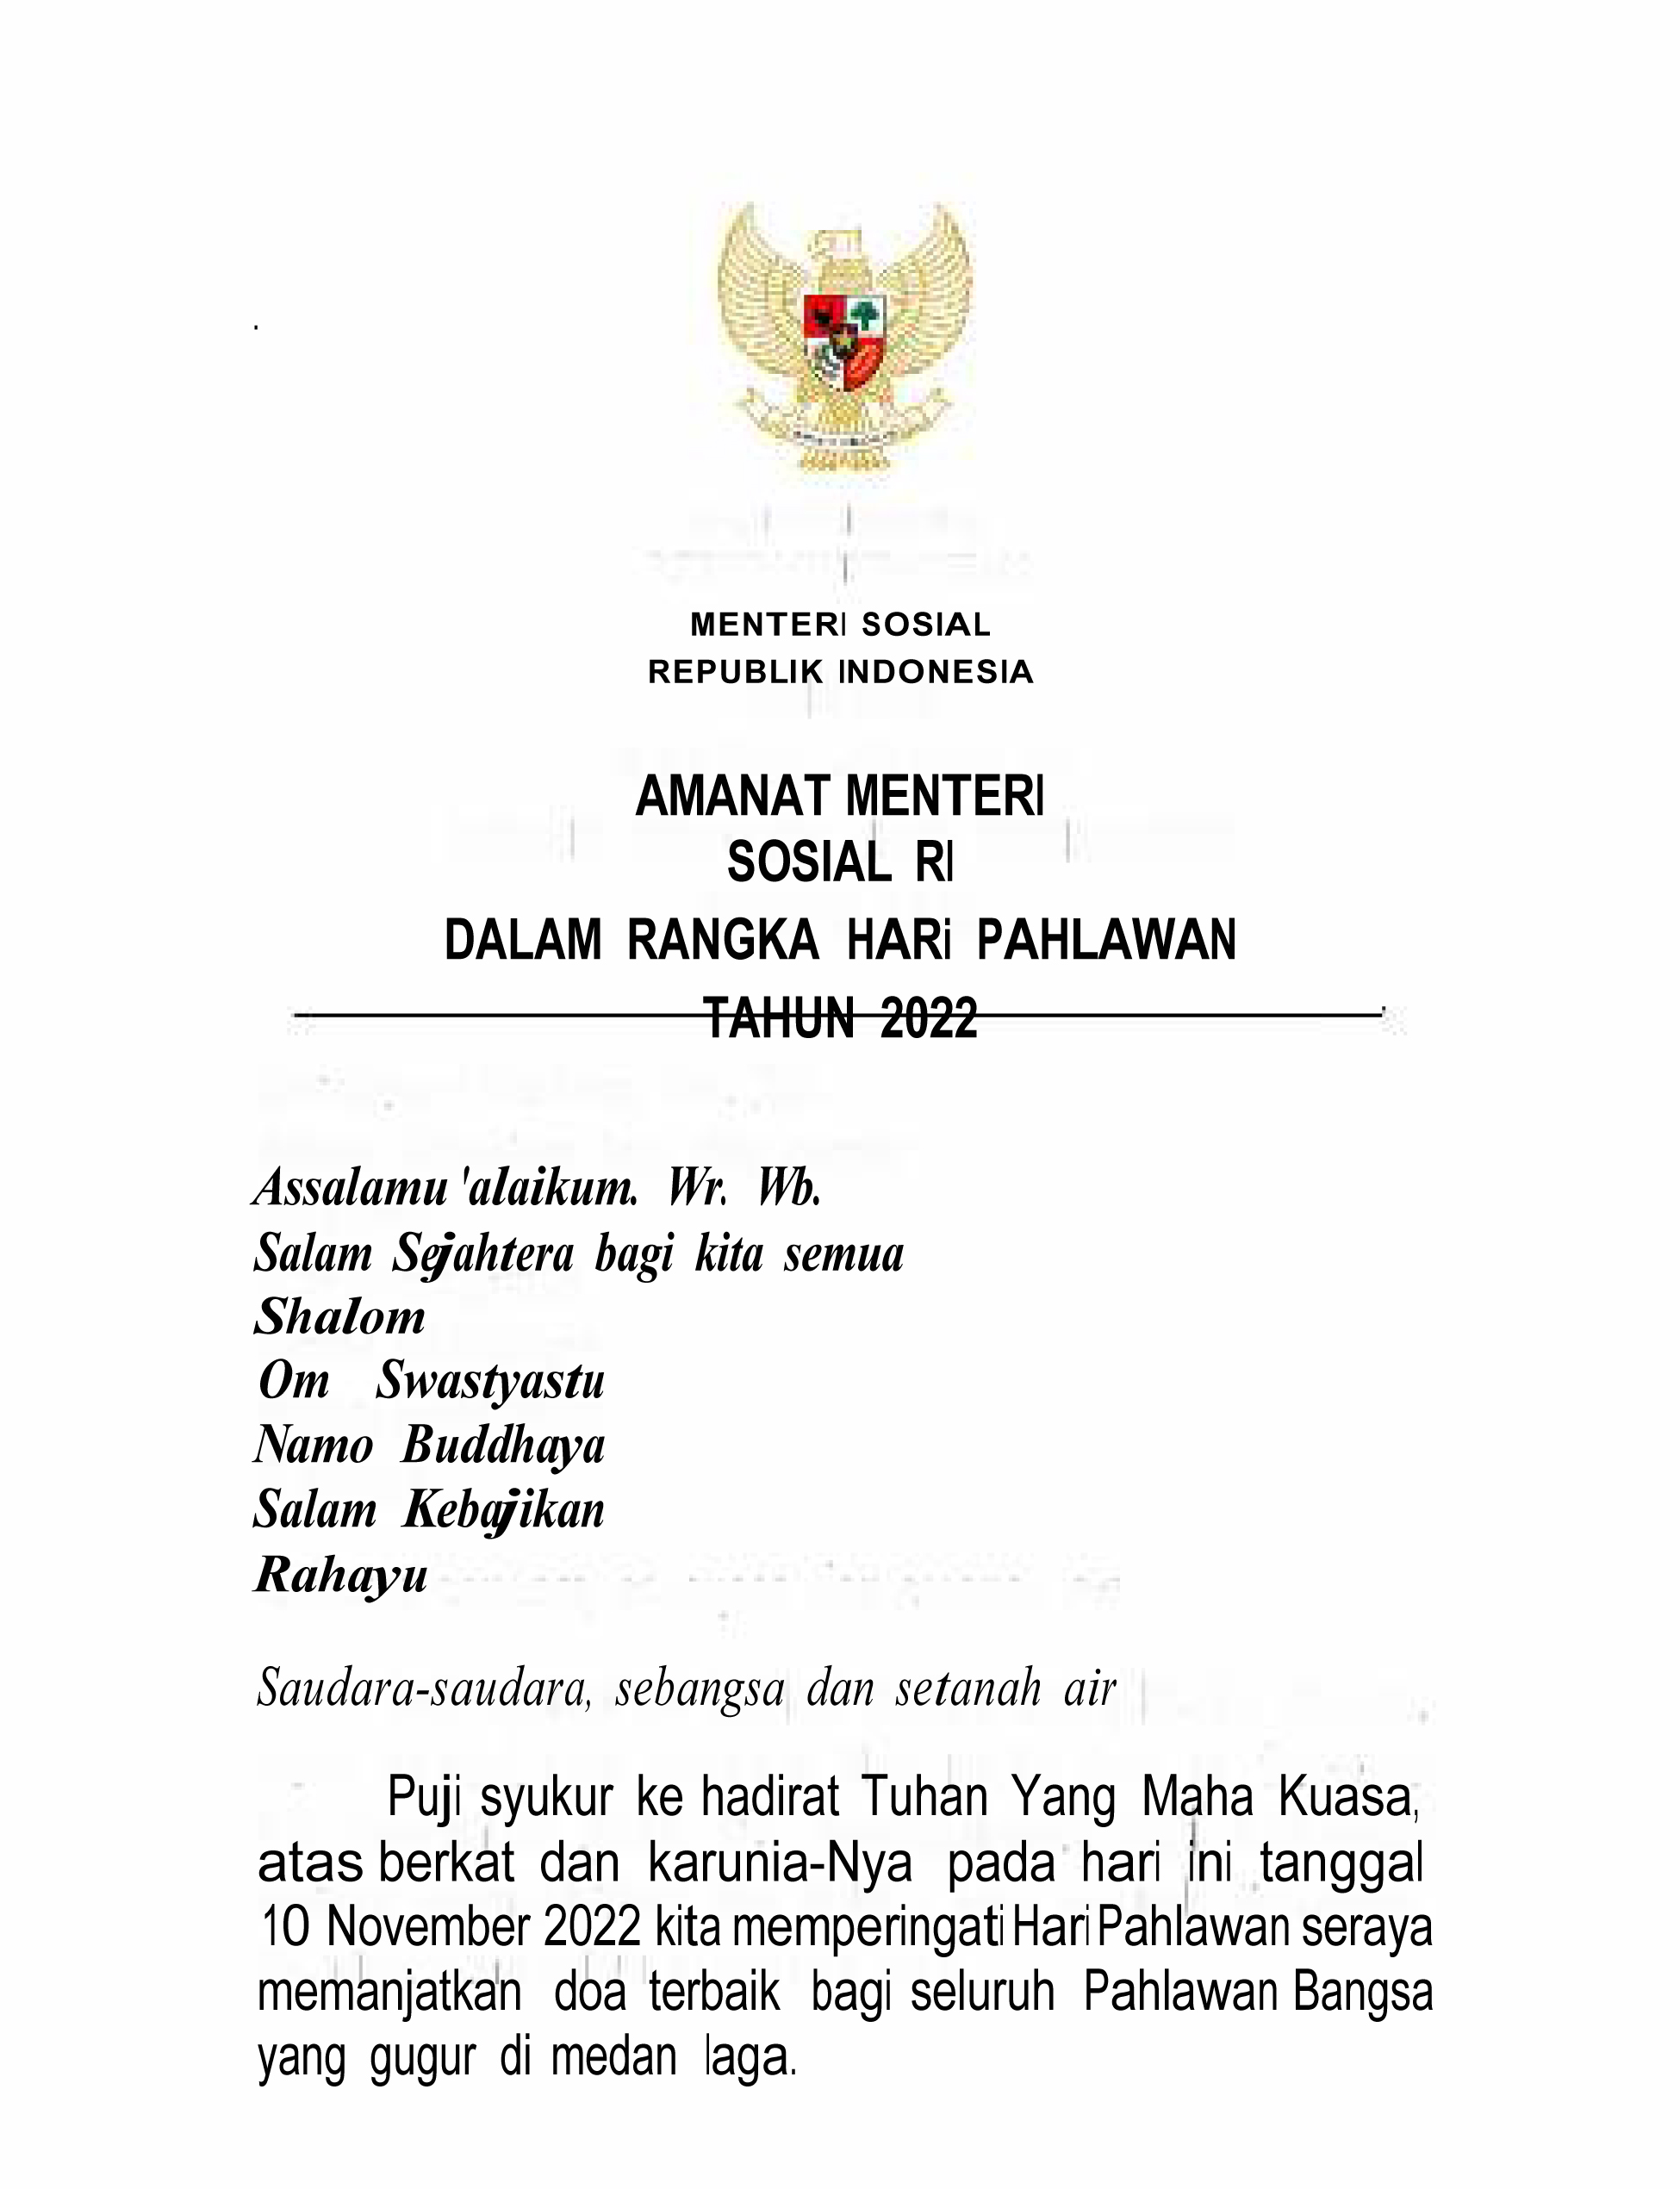 MENTERI SOSIAL
REPUBLIK INDONESIA
AMANAT MENTERI
SOSIAL RI
DALAM RANGKA HARi PAHLAWAN
TAHUN 2022
Assalamu 'alaikum. Wr. Wb.
Salam Sejahtera bagi kita semua
Shalom
Om Swastyastu
Namo Buddhaya
Salam Kebajikan
Rahayu
Saudara-saudara, sebangsa dan setanah air
Puji syukur ke hadirat Tuhan Yang Maha Kuasa,
atas berkat dan karunia-Nya pada hari ini tanggal
10 November 2022 kita memperingati Hari Pahlawan seraya
memanjatkan doa terbaik bagi seluruh Pahlawan Bangsa
yang gugur di medan laga.